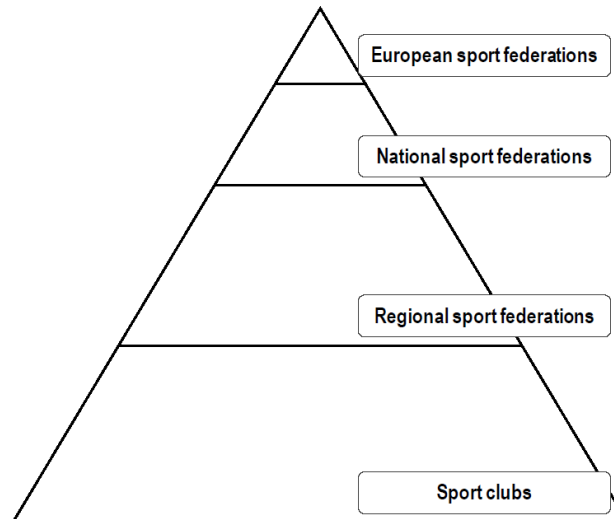 European sport federations
National sport federations
Regional sport federations
Sport clubs